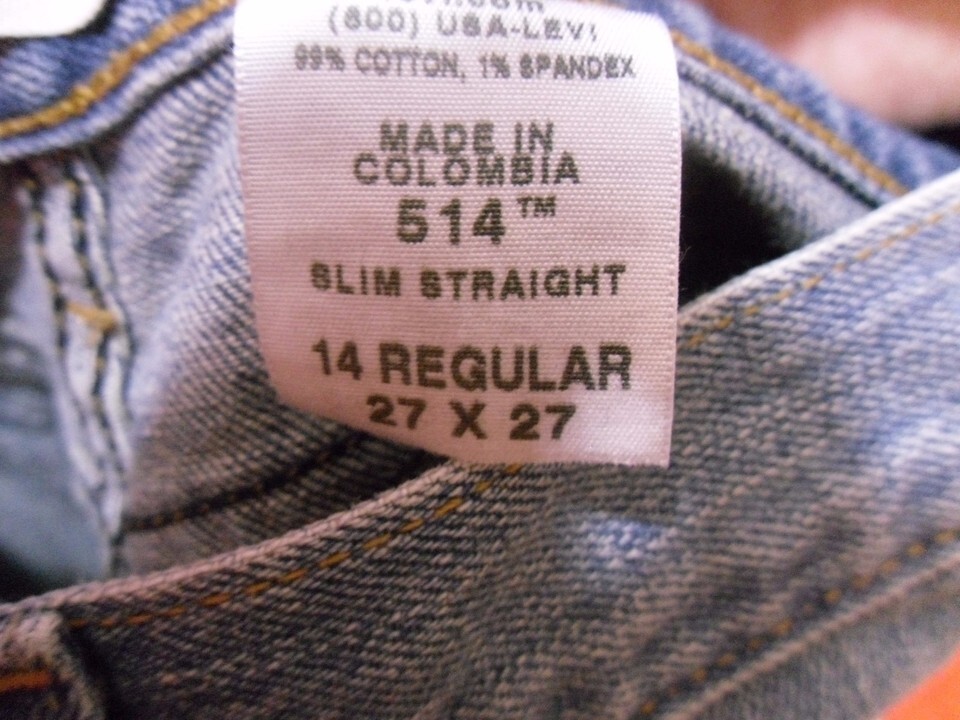 (800) USA-LEVI
99% COTTON, 1% SPANDEX
MADE IN
COLOMBIA
514™
SLIM STRAIGHT
14 REGULAR
27 X 27